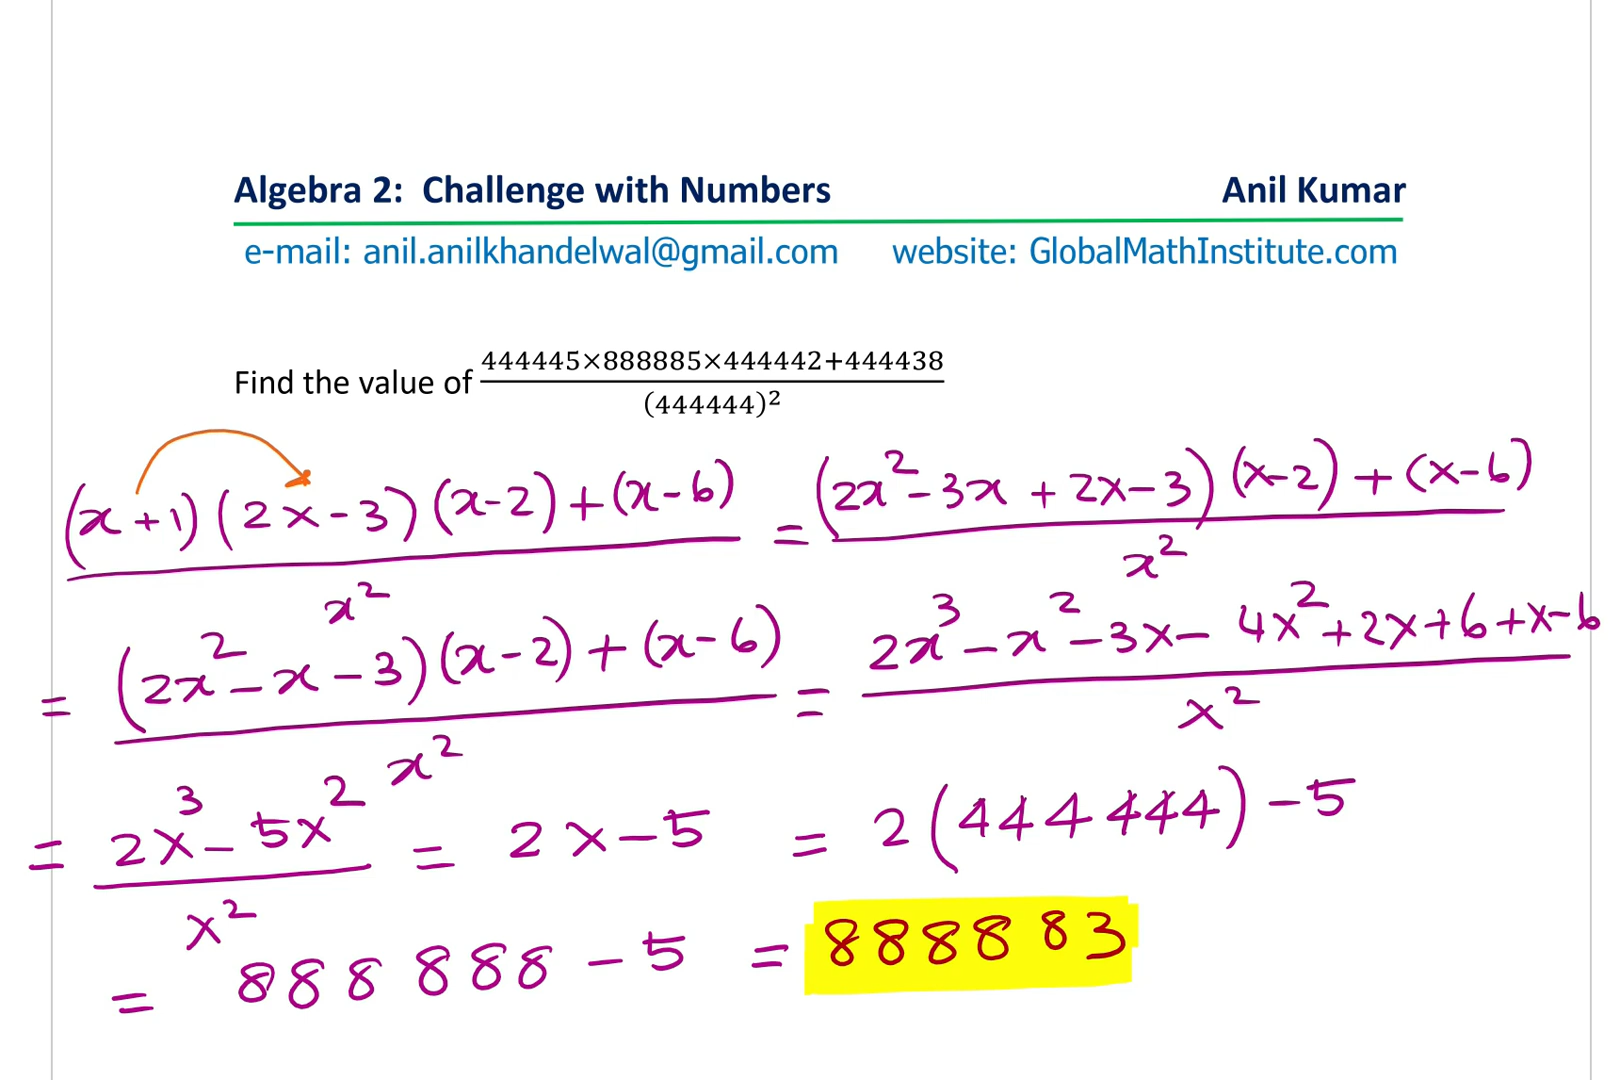 Algebra 2: Challenge with Numbers Anil Kumar
e-mail: anil.anilkhandelwal@gmail.com website: GlobalMathInstitute.com
Find the value of 444445×888885×444442+444438 / (444444)²
(x+1)(2x-3)(x-2)+(x-6) / x² = (2x²-3x+2x-3)(x-2)+(x-6) / x²
= (2x²-x-3)(x-2)+(x-6) / x² = 2x³-x²-3x-4x²+2x+6+x-6 / x²
= 2x³-5x² / x² = 2x-5 = 2(444444)-5
= 888888-5 = 888883